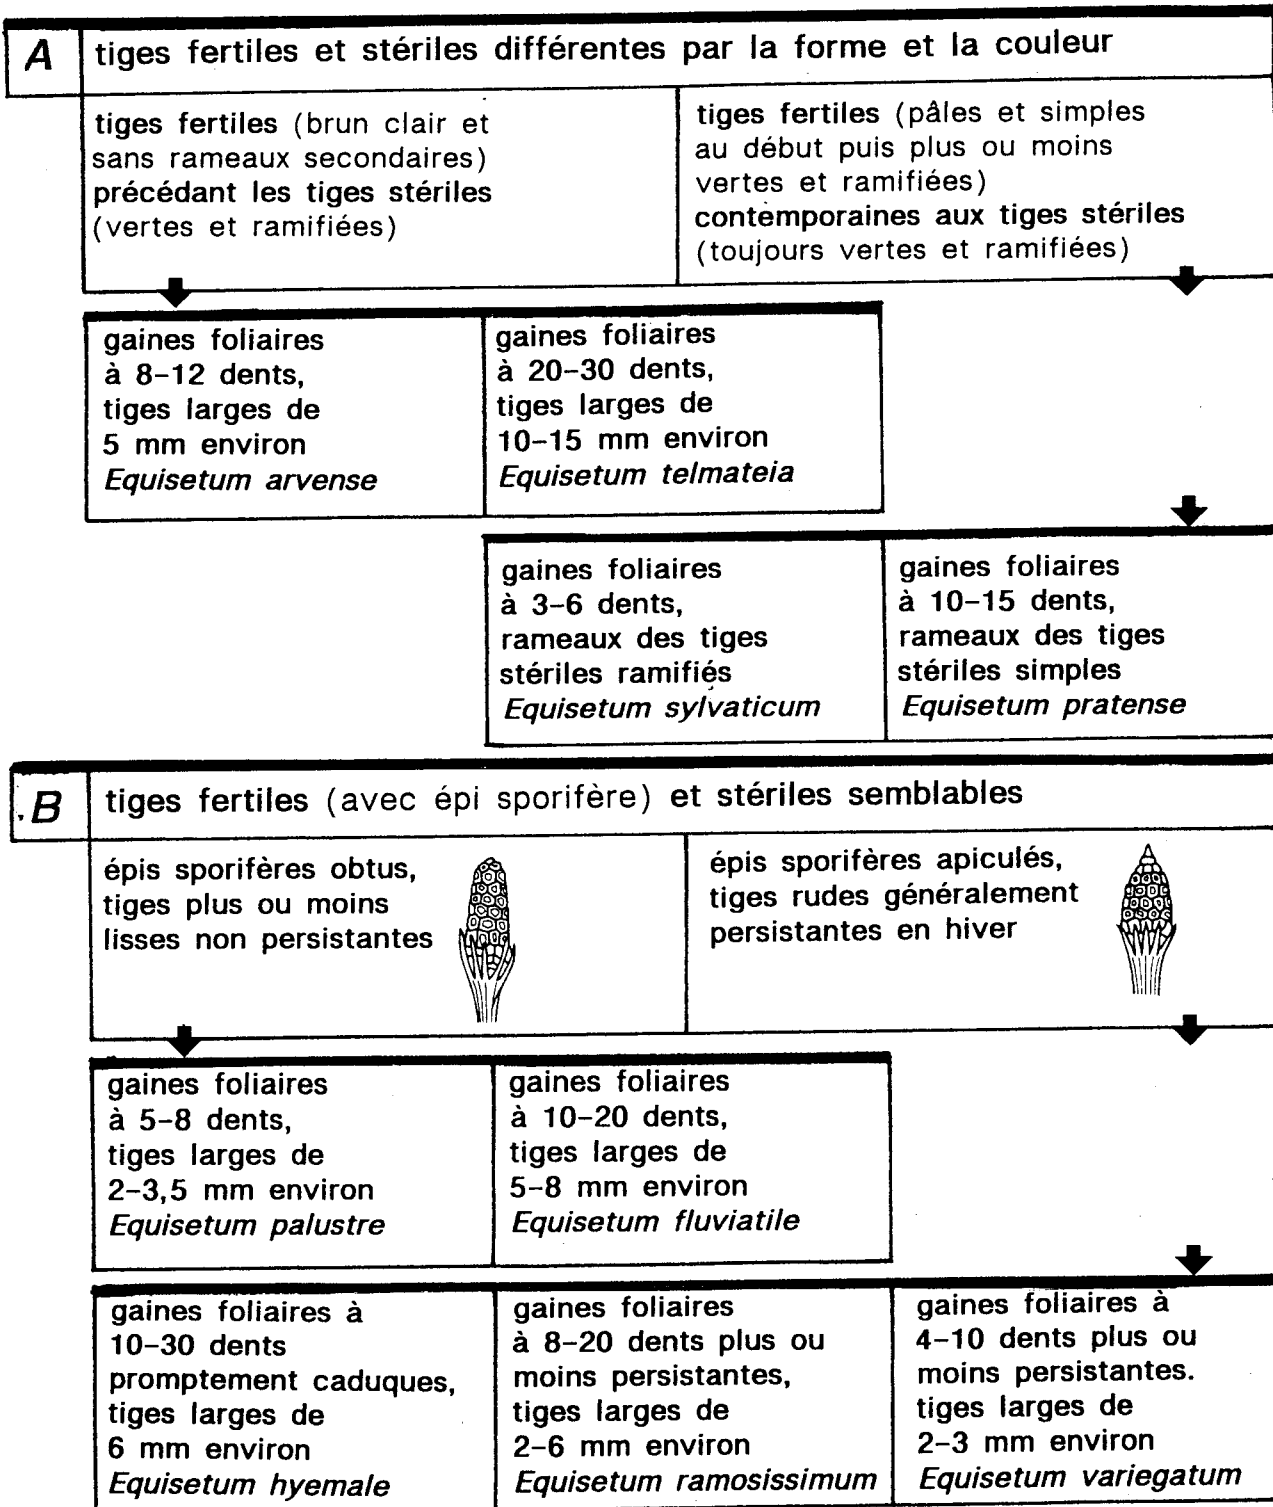 A
tiges fertiles et stériles différentes par la forme et la couleur
tiges fertiles (brun clair et
sans rameaux secondaires)
précédant les tiges stériles
(vertes et ramifiées)
tiges fertiles (pâles et simples
au début puis plus ou moins
vertes et ramifiées)
contemporaines aux tiges stériles
(toujours vertes et ramifiées)
gaines foliaires
à 8–12 dents,
tiges larges de
5 mm environ
Equisetum arvense
gaines foliaires
à 20–30 dents,
tiges larges de
10–15 mm environ
Equisetum telmateia
gaines foliaires
à 3–6 dents,
rameaux des tiges
stériles ramifiés
Equisetum sylvaticum
gaines foliaires
à 10–15 dents,
rameaux des tiges
stériles simples
Equisetum pratense
B
tiges fertiles (avec épi sporifère) et stériles semblables
épis sporifères obtus,
tiges plus ou moins
lisses non persistantes
épis sporifères apiculés,
tiges rudes généralement
persistantes en hiver
gaines foliaires
à 5–8 dents,
tiges larges de
2–3,5 mm environ
Equisetum palustre
gaines foliaires
à 10–20 dents,
tiges larges de
5–8 mm environ
Equisetum fluviatile
gaines foliaires à
10–30 dents
promptement caduques,
tiges larges de
6 mm environ
Equisetum hyemale
gaines foliaires
à 8–20 dents plus ou
moins persistantes,
tiges larges de
2–6 mm environ
Equisetum ramosissimum
gaines foliaires à
4–10 dents plus ou
moins persistantes.
tiges larges de
2–3 mm environ
Equisetum variegatum